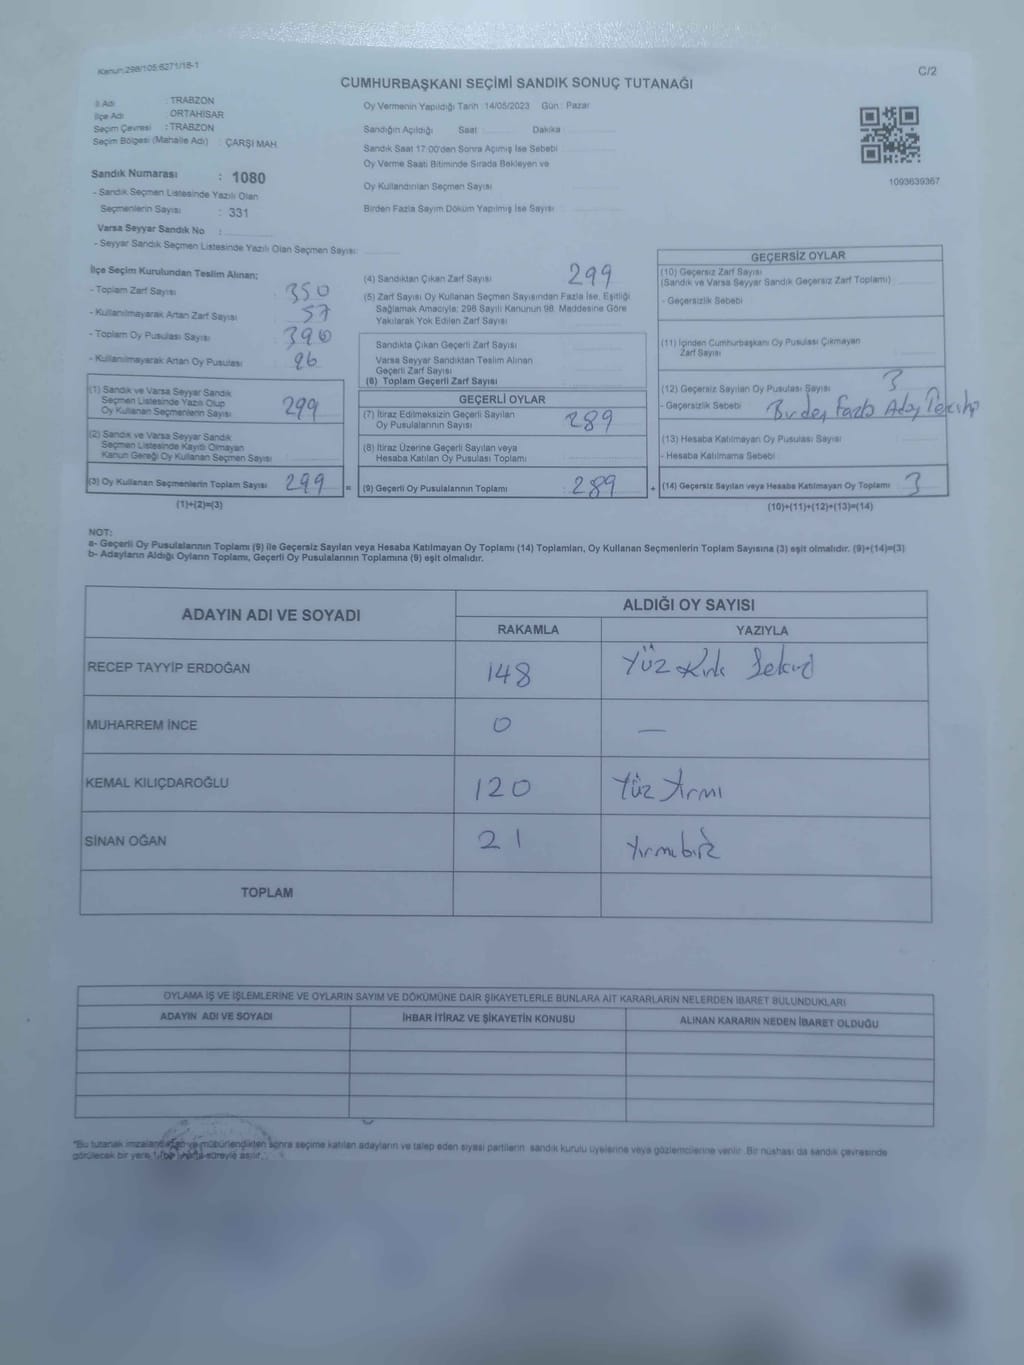 Kanun:298/105;6271/18-1
C/2
CUMHURBAŞKANI SEÇİMİ SANDIK SONUÇ TUTANAĞI
İl Adı : TRABZON
İlçe Adı : ORTAHİSAR
Seçim Çevresi : TRABZON
Seçim Bölgesi (Mahalle Adı) : ÇARŞI MAH.
Sandık Numarası : 1080
- Sandık Seçmen Listesinde Yazılı Olan
Seçmenlerin Sayısı : 331
Varsa Seyyar Sandık No :
- Seyyar Sandık Seçmen Listesinde Yazılı Olan Seçmen Sayısı:
Oy Vermenin Yapıldığı Tarih :14/05/2023 Gün : Pazar
Sandığın Açıldığı Saat: Dakika:
Sandık Saat 17:00'den Sonra Açımış İse Sebebi
Oy Verme Saati Bitiminde Sırada Bekleyen ve
Oy Kullandırılan Seçmen Sayısı
Birden Fazla Sayım Döküm Yapılmış İse Sayısı
1093639367
İlçe Seçim Kurulundan Teslim Alınan;
- Toplam Zarf Sayısı : 350
- Kullanılmayarak Artan Zarf Sayısı : 57
- Toplam Oy Pusulası Sayısı : 390
- Kullanılmayarak Artan Oy Pusulası : 96
(1) Sandık ve Varsa Seyyar Sandık
Seçmen Listesinde Yazılı Olup
Oy Kullanan Seçmenlerin Sayısı : 299
(2) Sandık ve Varsa Seyyar Sandık
Seçmen Listesinde Kayıtlı Olmayan
Kanun Gereği Oy Kullanan Seçmen Sayısı :
(3) Oy Kullanan Seçmenlerin Toplam Sayısı : 299 =
(1)+(2)=(3)
(4) Sandıktan Çıkan Zarf Sayısı 299
(5) Zarf Sayısı Oy Kullanan Seçmen Sayısından Fazla İse, Eşitliği
Sağlamak Amacıyla; 298 Sayılı Kanunun 98. Maddesine Göre
Yakılarak Yok Edilen Zarf Sayısı :
Sandıkta Çıkan Geçerli Zarf Sayısı :
Varsa Seyyar Sandıktan Teslim Alınan
Geçerli Zarf Sayısı :
(6) Toplam Geçerli Zarf Sayısı :
GEÇERLİ OYLAR
(7) İtiraz Edilmeksizin Geçerli Sayılan
Oy Pusulalarının Sayısı : 289
(8) İtiraz Üzerine Geçerli Sayılan veya
Hesaba Katılan Oy Pusulası Toplamı :
(9) Geçerli Oy Pusulalarının Toplamı : 289 +
GEÇERSİZ OYLAR
(10) Geçersiz Zarf Sayısı
(Sandık ve Varsa Seyyar Sandık Geçersiz Zarf Toplamı) :
- Geçersizlik Sebebi
(11) İçinden Cumhurbaşkanı Oy Pusulası Çıkmayan
Zarf Sayısı
(12) Geçersiz Sayılan Oy Pusulası Sayısı : 3
- Geçersizlik Sebebi : Birden Fazla Aday Tercihi
(13) Hesaba Katılmayan Oy Pusulası Sayısı :
- Hesaba Katılmama Sebebi :
(14) Geçersiz Sayılan veya Hesaba Katılmayan Oy Toplamı : 3
(10)+(11)+(12)+(13)=(14)
NOT:
a- Geçerli Oy Pusulalarının Toplamı (9) ile Geçersiz Sayılan veya Hesaba Katılmayan Oy Toplamı (14) Toplamları, Oy Kullanan Seçmenlerin Toplam Sayısına (3) eşit olmalıdır. (9)+(14)=(3)
b- Adayların Aldığı Oyların Toplamı, Geçerli Oy Pusulalarının Toplamına (9) eşit olmalıdır.
ADAYIN ADI VE SOYADI
ALDIĞI OY SAYISI
RAKAMLA
YAZIYLA
RECEP TAYYİP ERDOĞAN 148 Yüz Kırk Sekiz
MUHARREM İNCE 0 —
KEMAL KILIÇDAROĞLU 120 Yüz Yirmi
SİNAN OĞAN 21 Yirmibir
TOPLAM
OYLAMA İŞ VE İŞLEMLERİNE VE OYLARIN SAYIM VE DÖKÜMÜNE DAİR ŞİKAYETLERLE BUNLARA AİT KARARLARIN NELERDEN İBARET BULUNDUKLARI
ADAYIN ADI VE SOYADI
İHBAR İTİRAZ VE ŞİKAYETİN KONUSU
ALINAN KARARIN NEDEN İBARET OLDUĞU
*Bu tutanak imzalandıktan ve mühürlendikten sonra seçime katılan adayların ve talep eden siyasi partilerin sandık kurulu üyelerine veya gözlemcilerine verilir. Bir nüshası da sandık çevresinde
görülecek bir yere süreyle asılır.